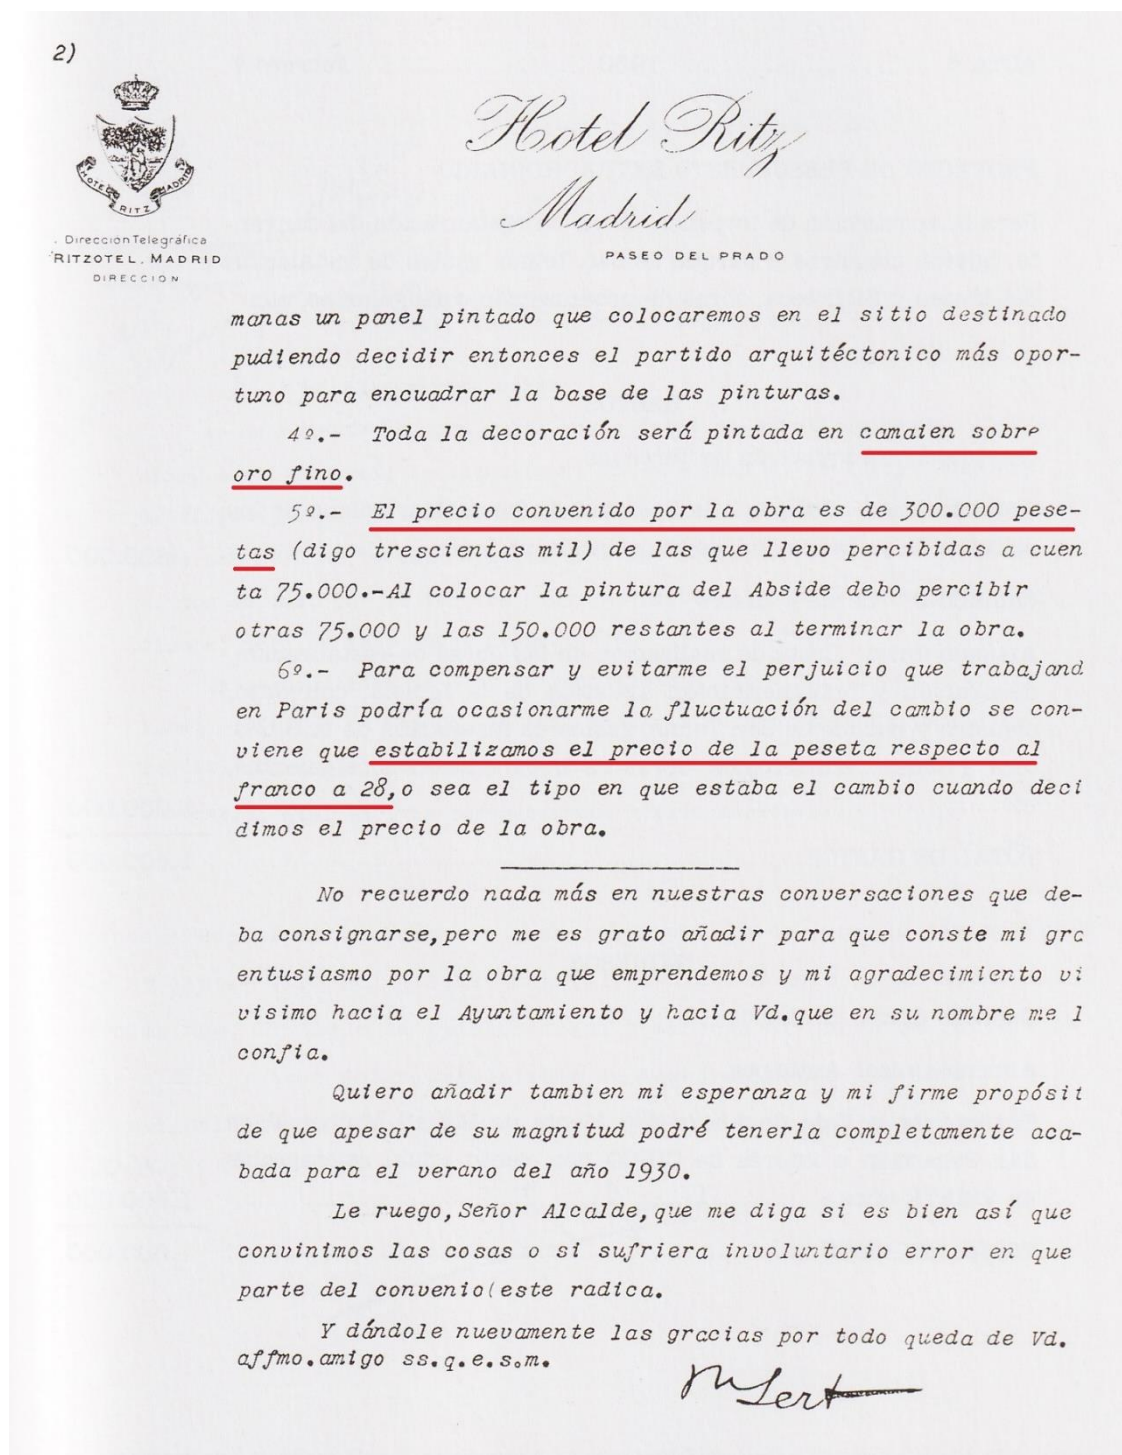 2)
HOTEL RITZ MADRID
Hotel Ritz
Madrid
PASEO DEL PRADO
Dirección Telegráfica
RITZOTEL. MADRID
DIRECCION
manas un panel pintado que colocaremos en el sitio destinado
pudiendo decidir entonces el partido arquitéctonico más opor-
tuno para encuadrar la base de las pinturas.
4º.- Toda la decoración será pintada en camaien sobre
oro fino.
5º.- El precio convenido por la obra es de 300.000 pese-
tas (digo trescientas mil) de las que llevo percibidas a cuen
ta 75.000.-Al colocar la pintura del Abside debo percibir
otras 75.000 y las 150.000 restantes al terminar la obra.
6º.- Para compensar y evitarme el perjuicio que trabajand
en Paris podría ocasionarme la fluctuación del cambio se con-
viene que estabilizamos el precio de la peseta respecto al
franco a 28,o sea el tipo en que estaba el cambio cuando deci
dimos el precio de la obra.
No recuerdo nada más en nuestras conversaciones que de-
ba consignarse,pero me es grato añadir para que conste mi gra
entusiasmo por la obra que emprendemos y mi agradecimiento vi
visimo hacia el Ayuntamiento y hacia Vd.que en su nombre me l
confia.
Quiero añadir tambien mi esperanza y mi firme propósit
de que apesar de su magnitud podré tenerla completamente aca-
bada para el verano del año 1930.
Le ruego,Señor Alcalde,que me diga si es bien así que
convinimos las cosas o si sufriera involuntario error en que
parte del convenio(este radica.
Y dándole nuevamente las gracias por todo queda de Vd.
affmo.amigo ss.q.e.s.m.
M Sert